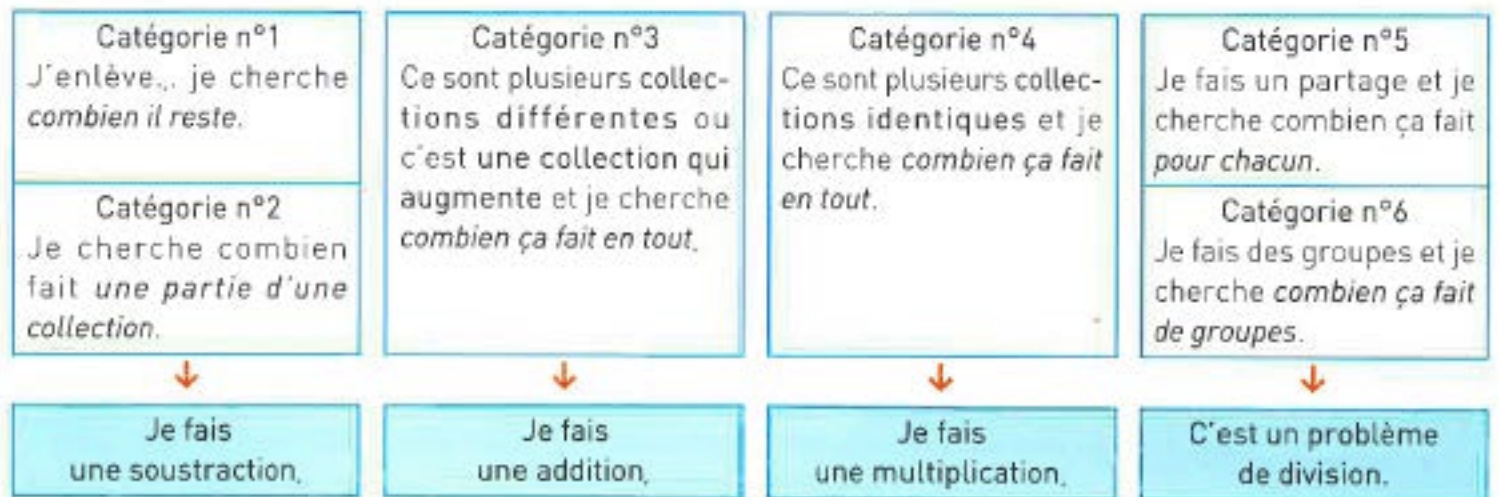 Catégorie n°1
J'enlève... je cherche
combien il reste.
Catégorie n°2
Je cherche combien
fait une partie d'une
collection.
Je fais
une soustraction.
Catégorie n°3
Ce sont plusieurs collec-
tions différentes ou
c'est une collection qui
augmente et je cherche
combien ça fait en tout.
Je fais
une addition.
Catégorie n°4
Ce sont plusieurs collec-
tions identiques et je
cherche combien ça fait
en tout.
Je fais
une multiplication.
Catégorie n°5
Je fais un partage et je
cherche combien ça fait
pour chacun.
Catégorie n°6
Je fais des groupes et je
cherche combien ça fait
de groupes.
C'est un problème
de division.